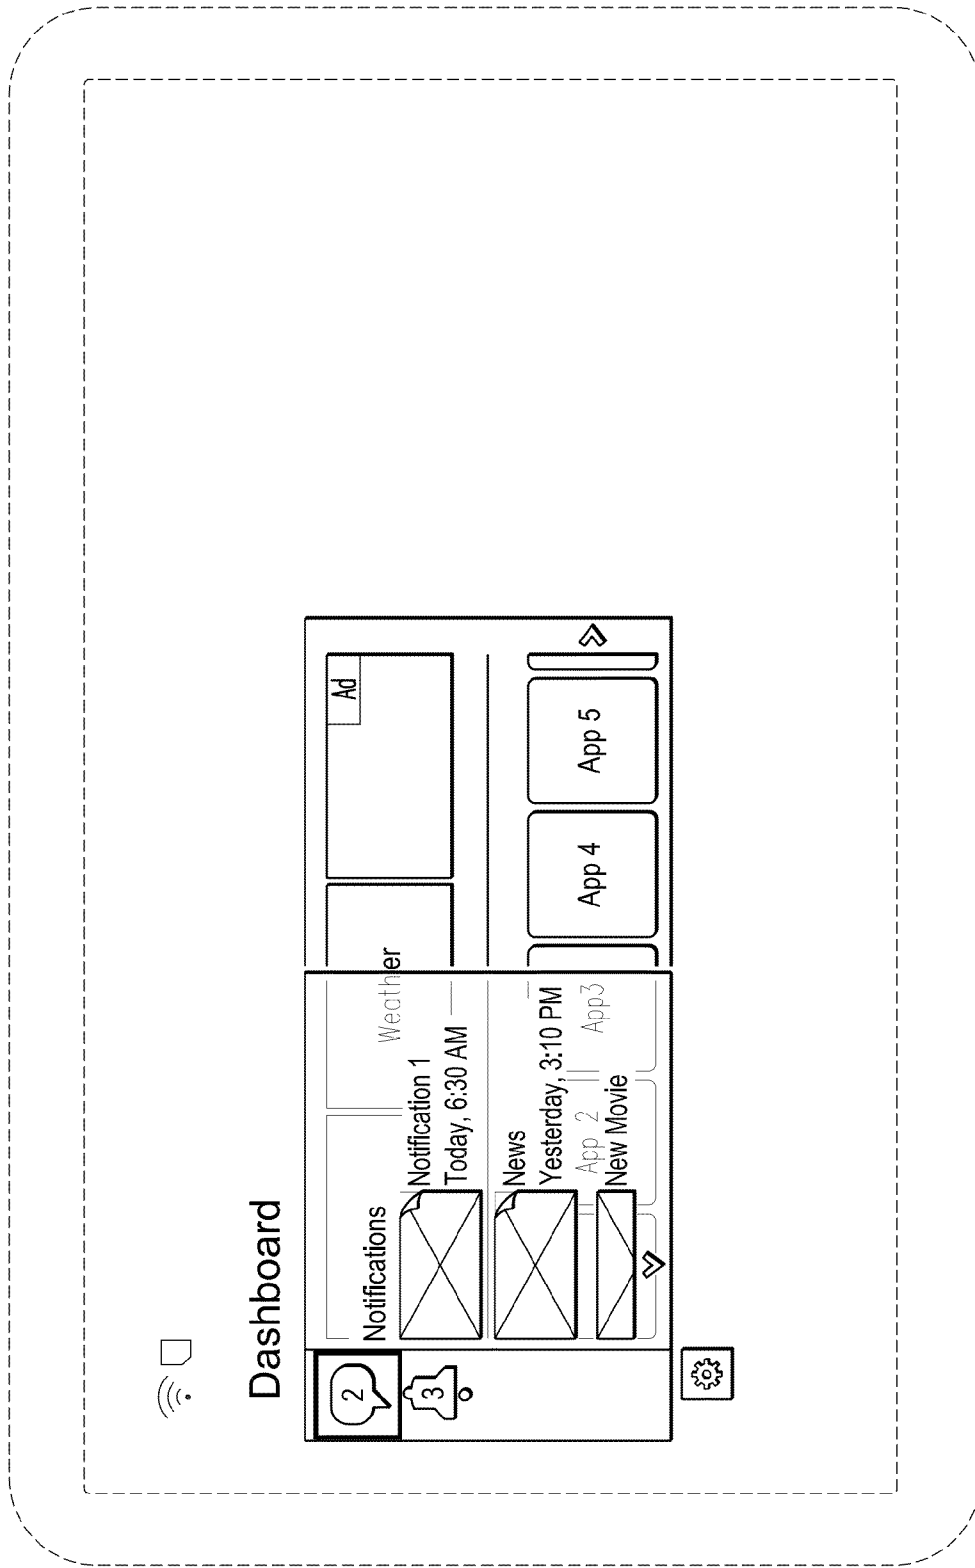 Dashboard
2
3
Notifications
Notification 1
Today, 6:30 AM
News
Yesterday, 3:10 PM
New Movie
Weather
Ad
App 2
App3
App 4
App 5